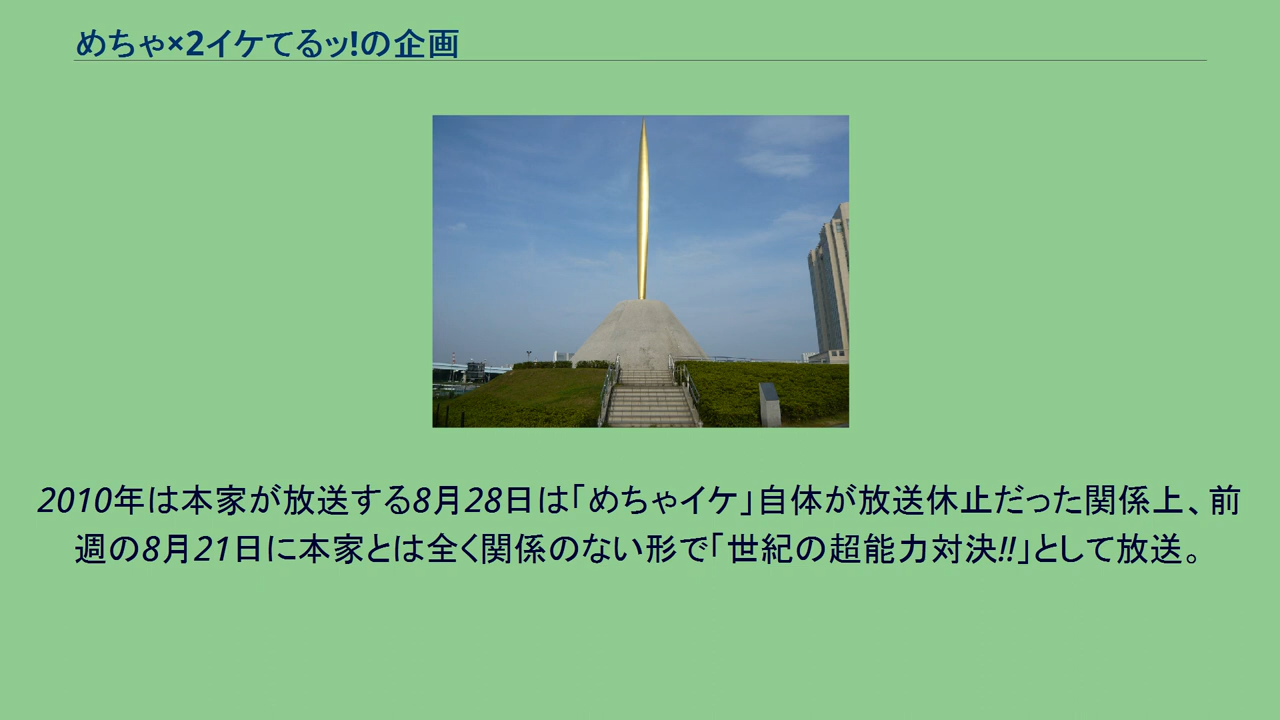 めちゃ×2イケてるッ!の企画
2010年は本家が放送する8月28日は｢めちゃイケ｣自体が放送休止だった関係上、前
週の8月21日に本家とは全く関係のない形で｢世紀の超能力対決!!｣として放送。